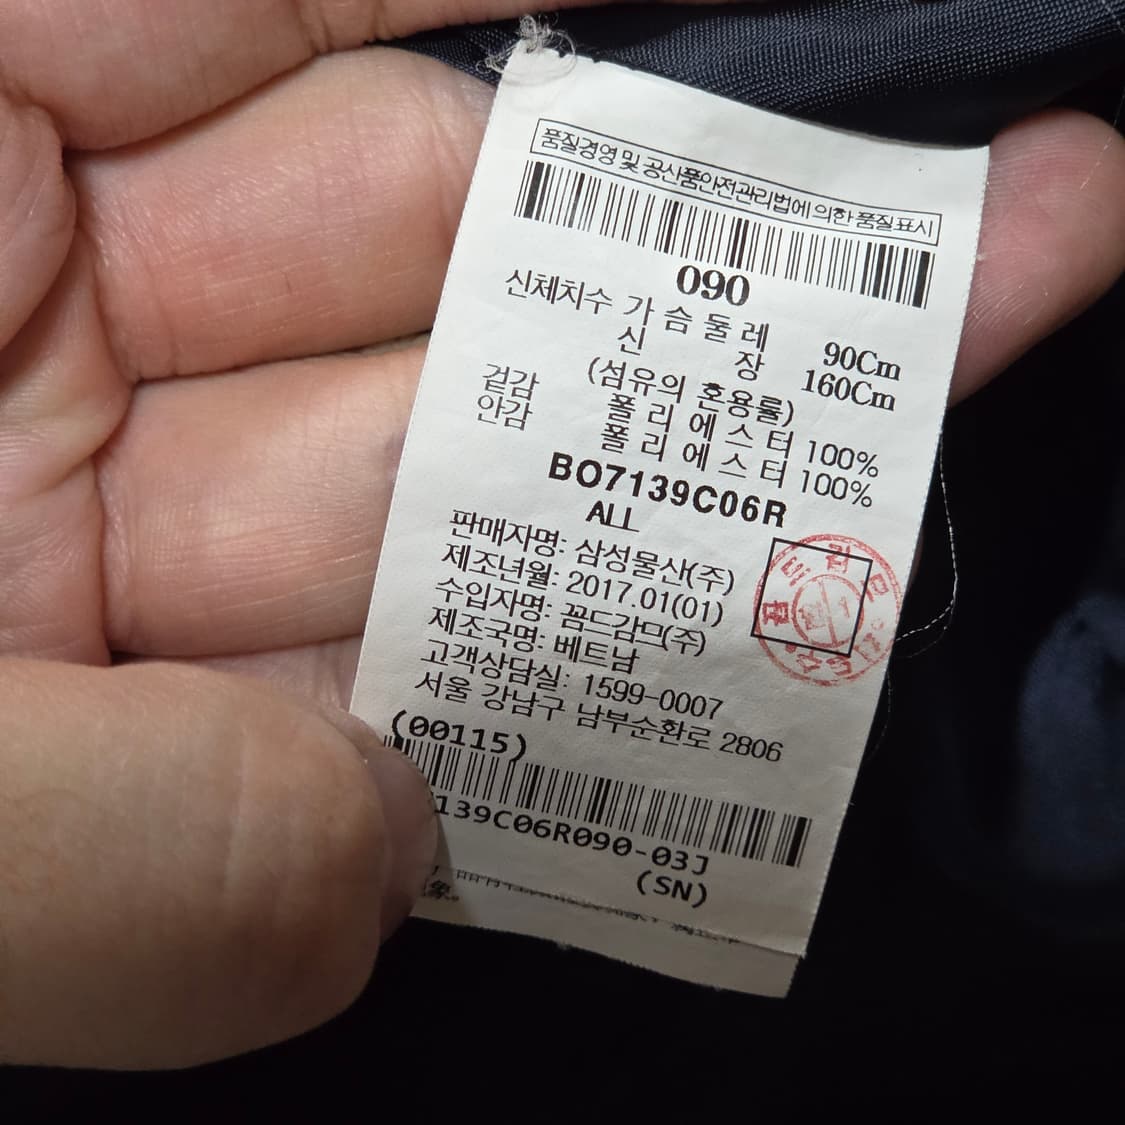 품질경영 및 공산품안전관리법에 의한 품질표시
090
신체치수 가슴둘레 90Cm
신 장 160Cm
(섬유의 혼용률)
겉감 폴리에스터 100%
안감 폴리에스터 100%
BO7139C06R
ALL
판매자명: 삼성물산(주)
제조년월: 2017.01(01)
수입자명: 꼼드감므(주)
제조국명: 베트남
고객상담실: 1599-0007
서울 강남구 남부순환로 2806
(00115)
139C06R090-03J
(SN)